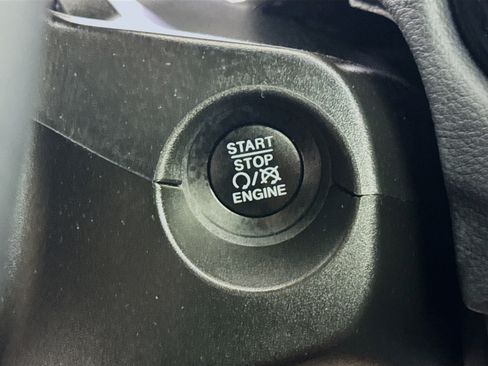 START
STOP
/
ENGINE